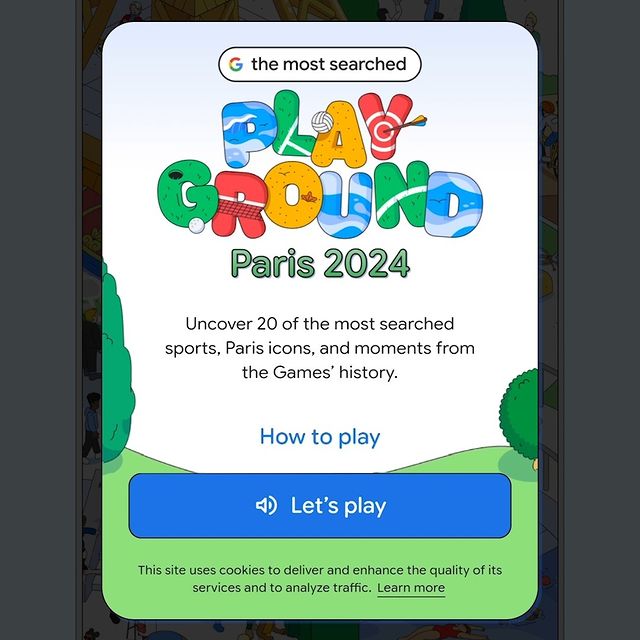 the most searched
PLAY
GROUND
Paris 2024
Uncover 20 of the most searched
sports, Paris icons, and moments from
the Games’ history.
How to play
Let’s play
This site uses cookies to deliver and enhance the quality of its
services and to analyze traffic. Learn more